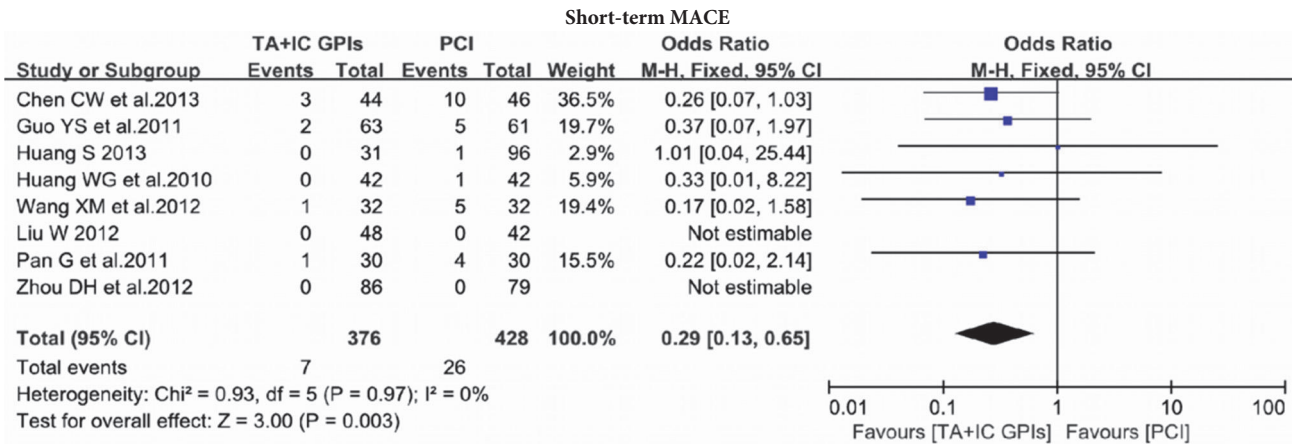 Short-term MACE
TA+IC GPIs PCI Odds Ratio Odds Ratio
Study or Subgroup Events Total Events Total Weight M-H, Fixed, 95% CI M-H, Fixed, 95% CI
Chen CW et al.2013 3 44 10 46 36.5% 0.26 [0.07, 1.03]
Guo YS et al.2011 2 63 5 61 19.7% 0.37 [0.07, 1.97]
Huang S 2013 0 31 1 96 2.9% 1.01 [0.04, 25.44]
Huang WG et al.2010 0 42 1 42 5.9% 0.33 [0.01, 8.22]
Wang XM et al.2012 1 32 5 32 19.4% 0.17 [0.02, 1.58]
Liu W 2012 0 48 0 42 Not estimable
Pan G et al.2011 1 30 4 30 15.5% 0.22 [0.02, 2.14]
Zhou DH et al.2012 0 86 0 79 Not estimable
Total (95% CI) 376 428 100.0% 0.29 [0.13, 0.65]
Total events 7 26
Heterogeneity: Chi² = 0.93, df = 5 (P = 0.97); I² = 0%
Test for overall effect: Z = 3.00 (P = 0.003)
0.01 0.1 1 10 100
Favours [TA+IC GPIs] Favours [PCI]